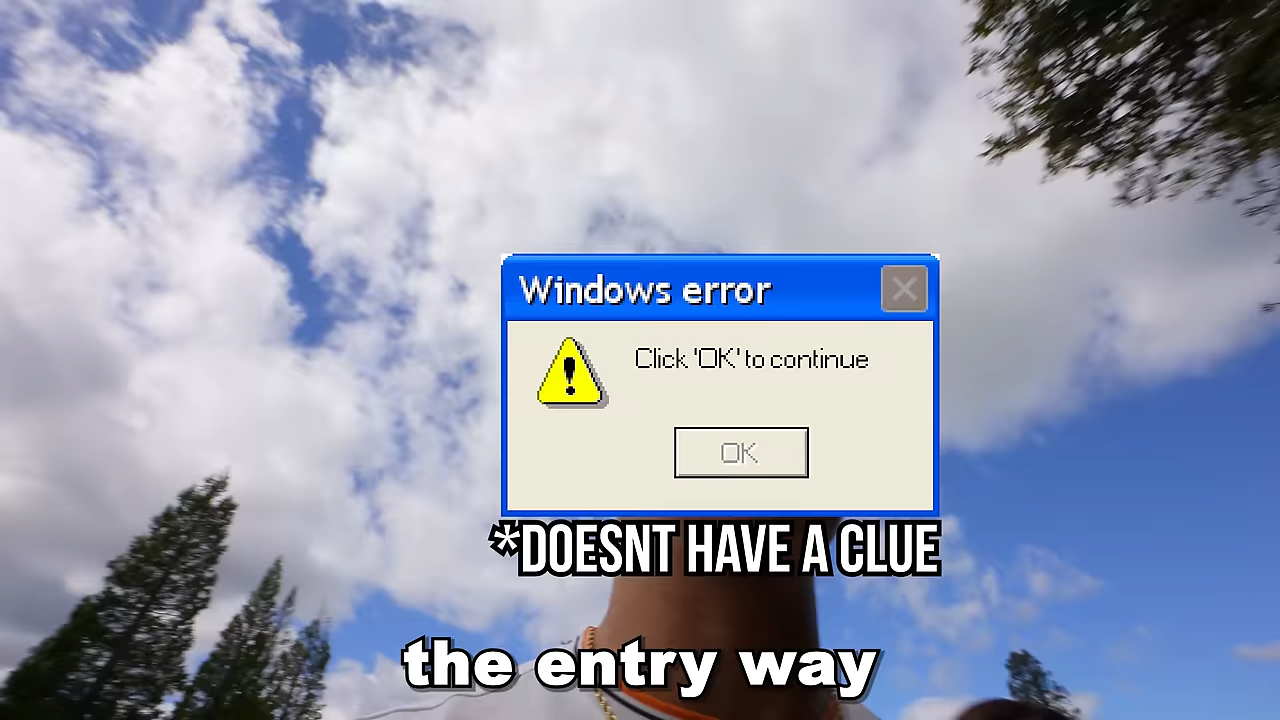 Windows error
Click 'OK' to continue
OK
*DOESNT HAVE A CLUE
the entry way